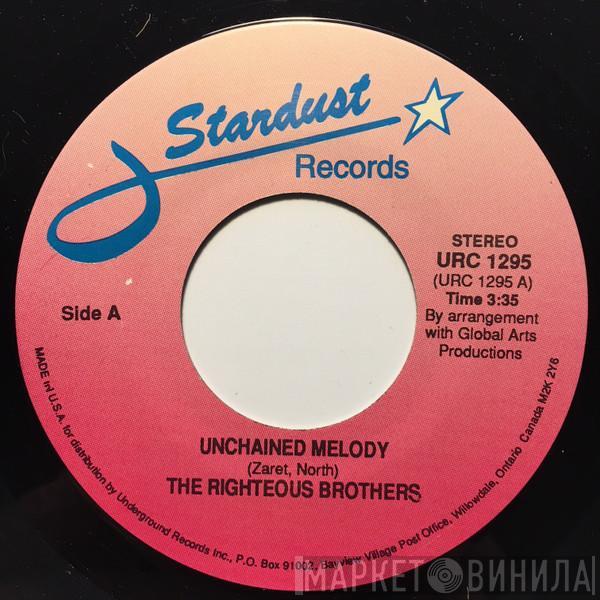 Stardust
Records
STEREO
URC 1295
(URC 1295 A)
Time 3:35
By arrangement
with Global Arts
Productions
Side A
UNCHAINED MELODY
(Zaret, North)
THE RIGHTEOUS BROTHERS
MADE IN U.S.A. for distribution by Underground Records Inc., P.O. Box 91002, Bayview Village Post Office, Willowdale, Ontario Canada M2K 2Y6
МАРКЕТ ВИНИЛА